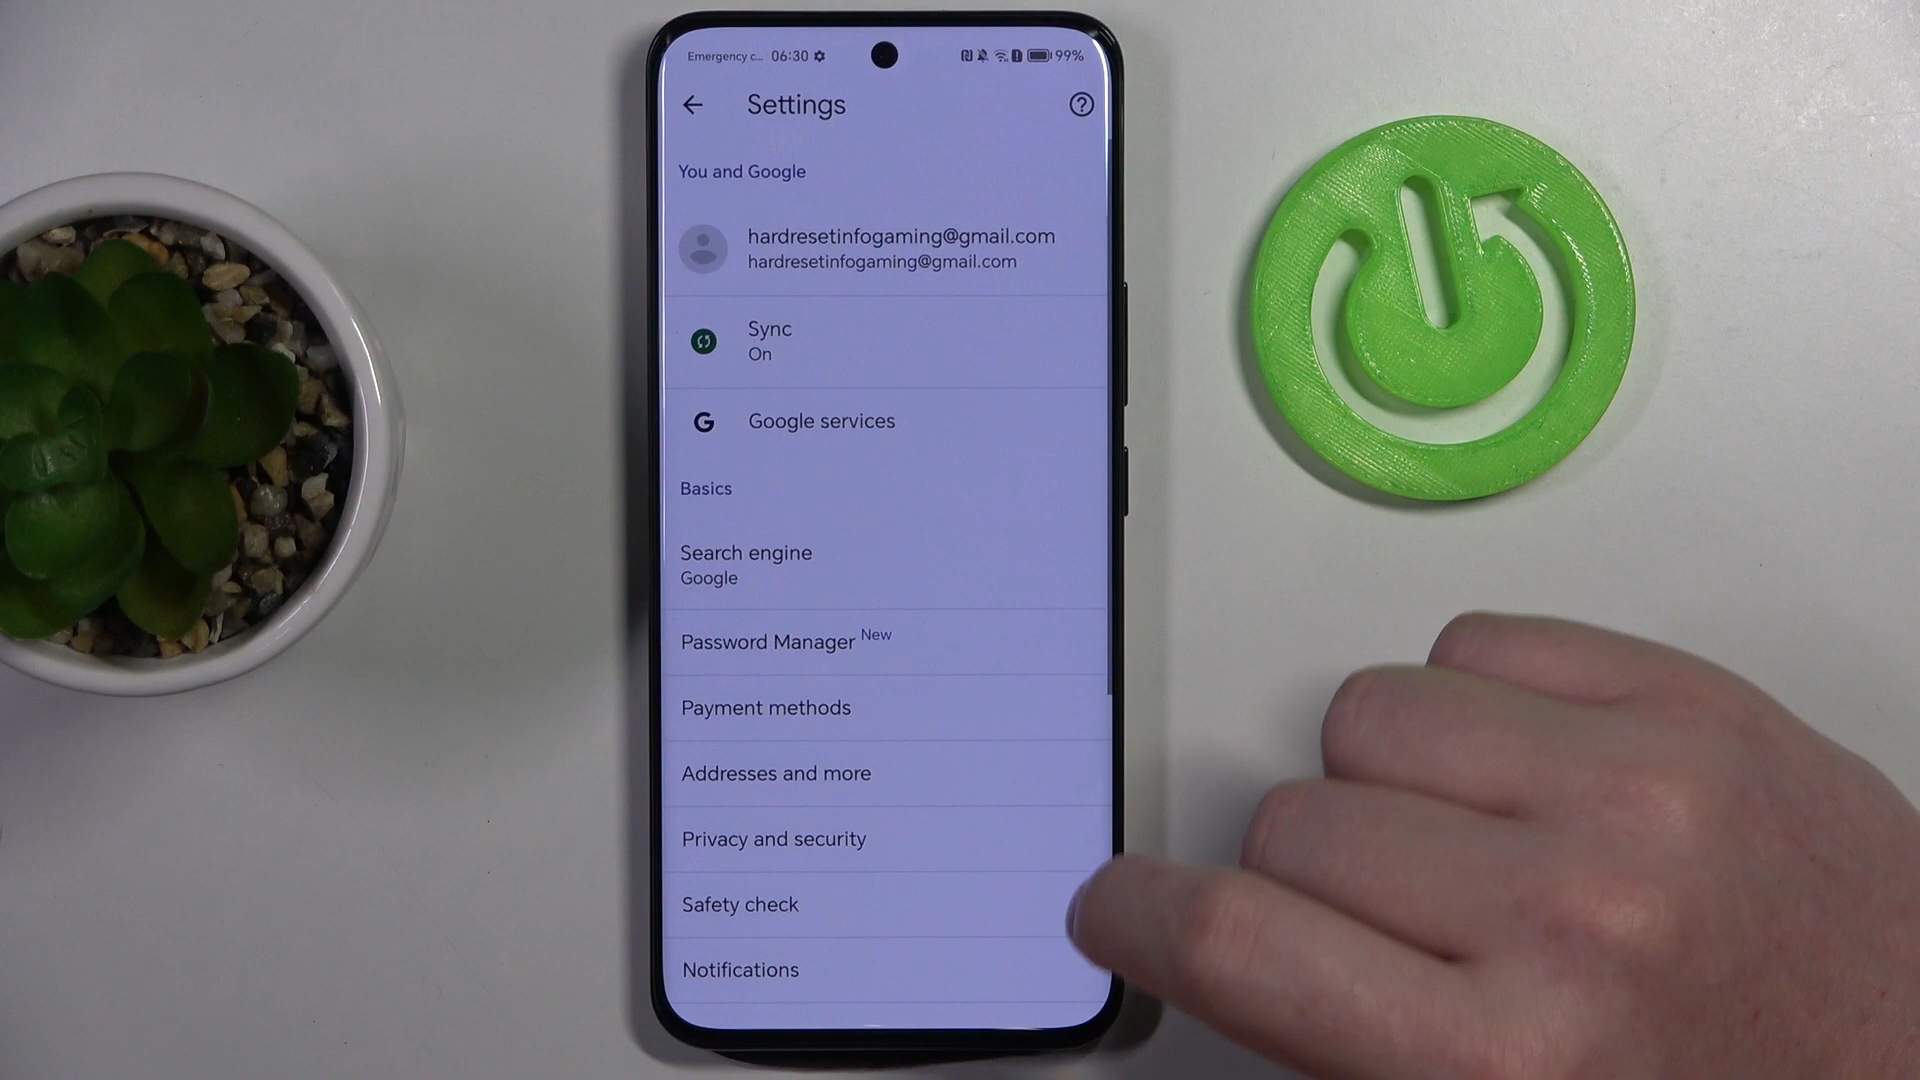 Emergency c... 06:30 99%
Settings
You and Google
hardresetinfogaming@gmail.com
hardresetinfogaming@gmail.com
Sync
On
G Google services
Basics
Search engine
Google
Password Manager New
Payment methods
Addresses and more
Privacy and security
Safety check
Notifications